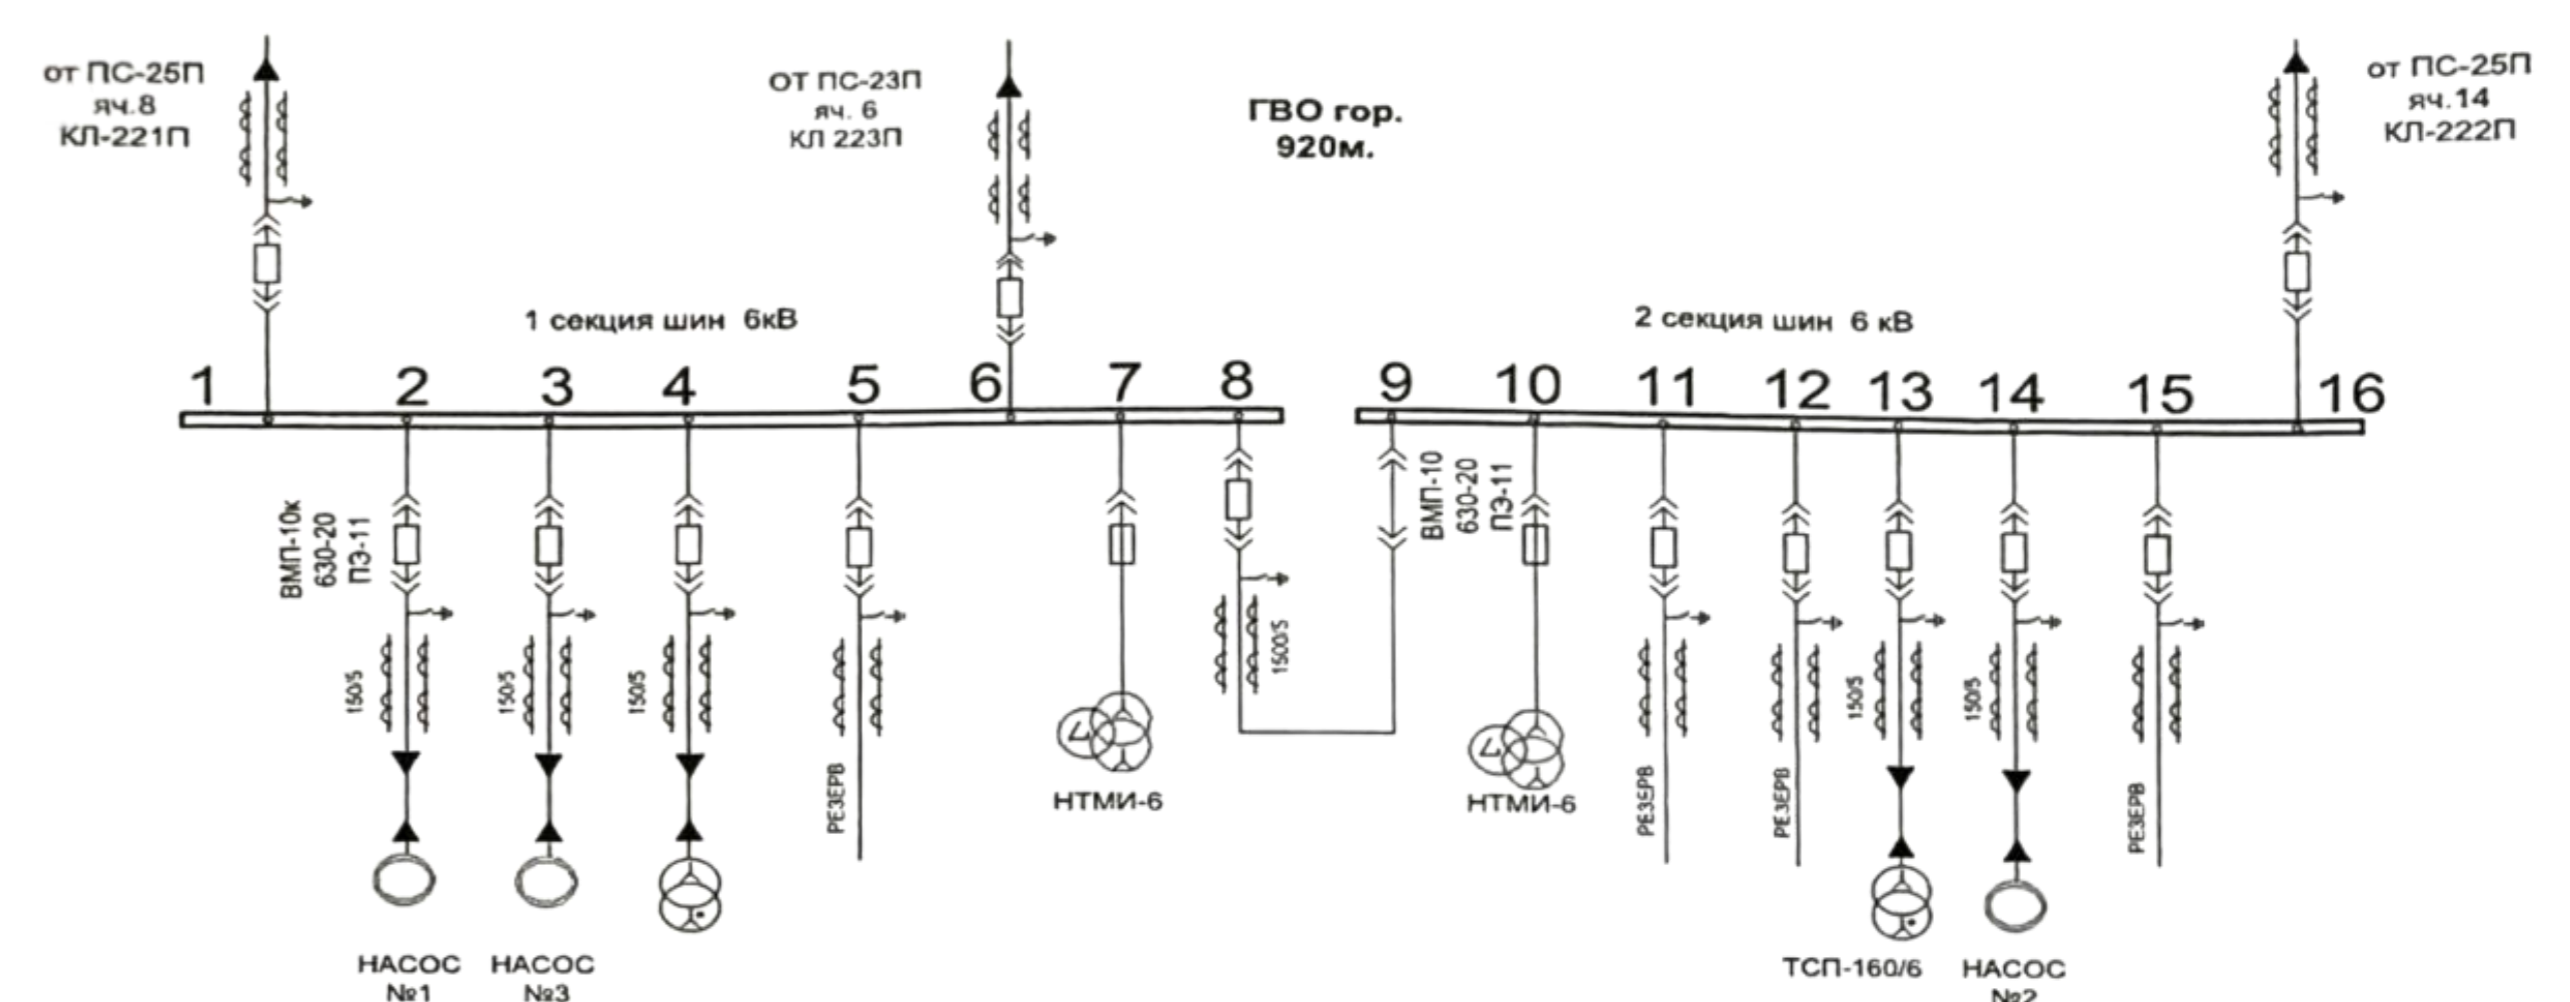 от ПС-25П
яч.8
КЛ-221П
ОТ ПС-23П
яч. 6
КЛ 223П
ГВО гор.
920м.
от ПС-25П
яч.14
КЛ-222П
1 секция шин 6кВ
2 секция шин 6 кВ
1 2 3 4 5 6 7 8 9 10 11 12 13 14 15 16
ВМП-10к
630-20
ПЭ-11
150/5
150/5
150/5
РЕЗЕРВ
НТМИ-6
1500/5
ВМП-10
630-20
ПЭ-11
НТМИ-6
РЕЗЕРВ
РЕЗЕРВ
150/5
150/5
РЕЗЕРВ
НАСОС
№1
НАСОС
№3
ТСП-160/6
НАСОС
№2